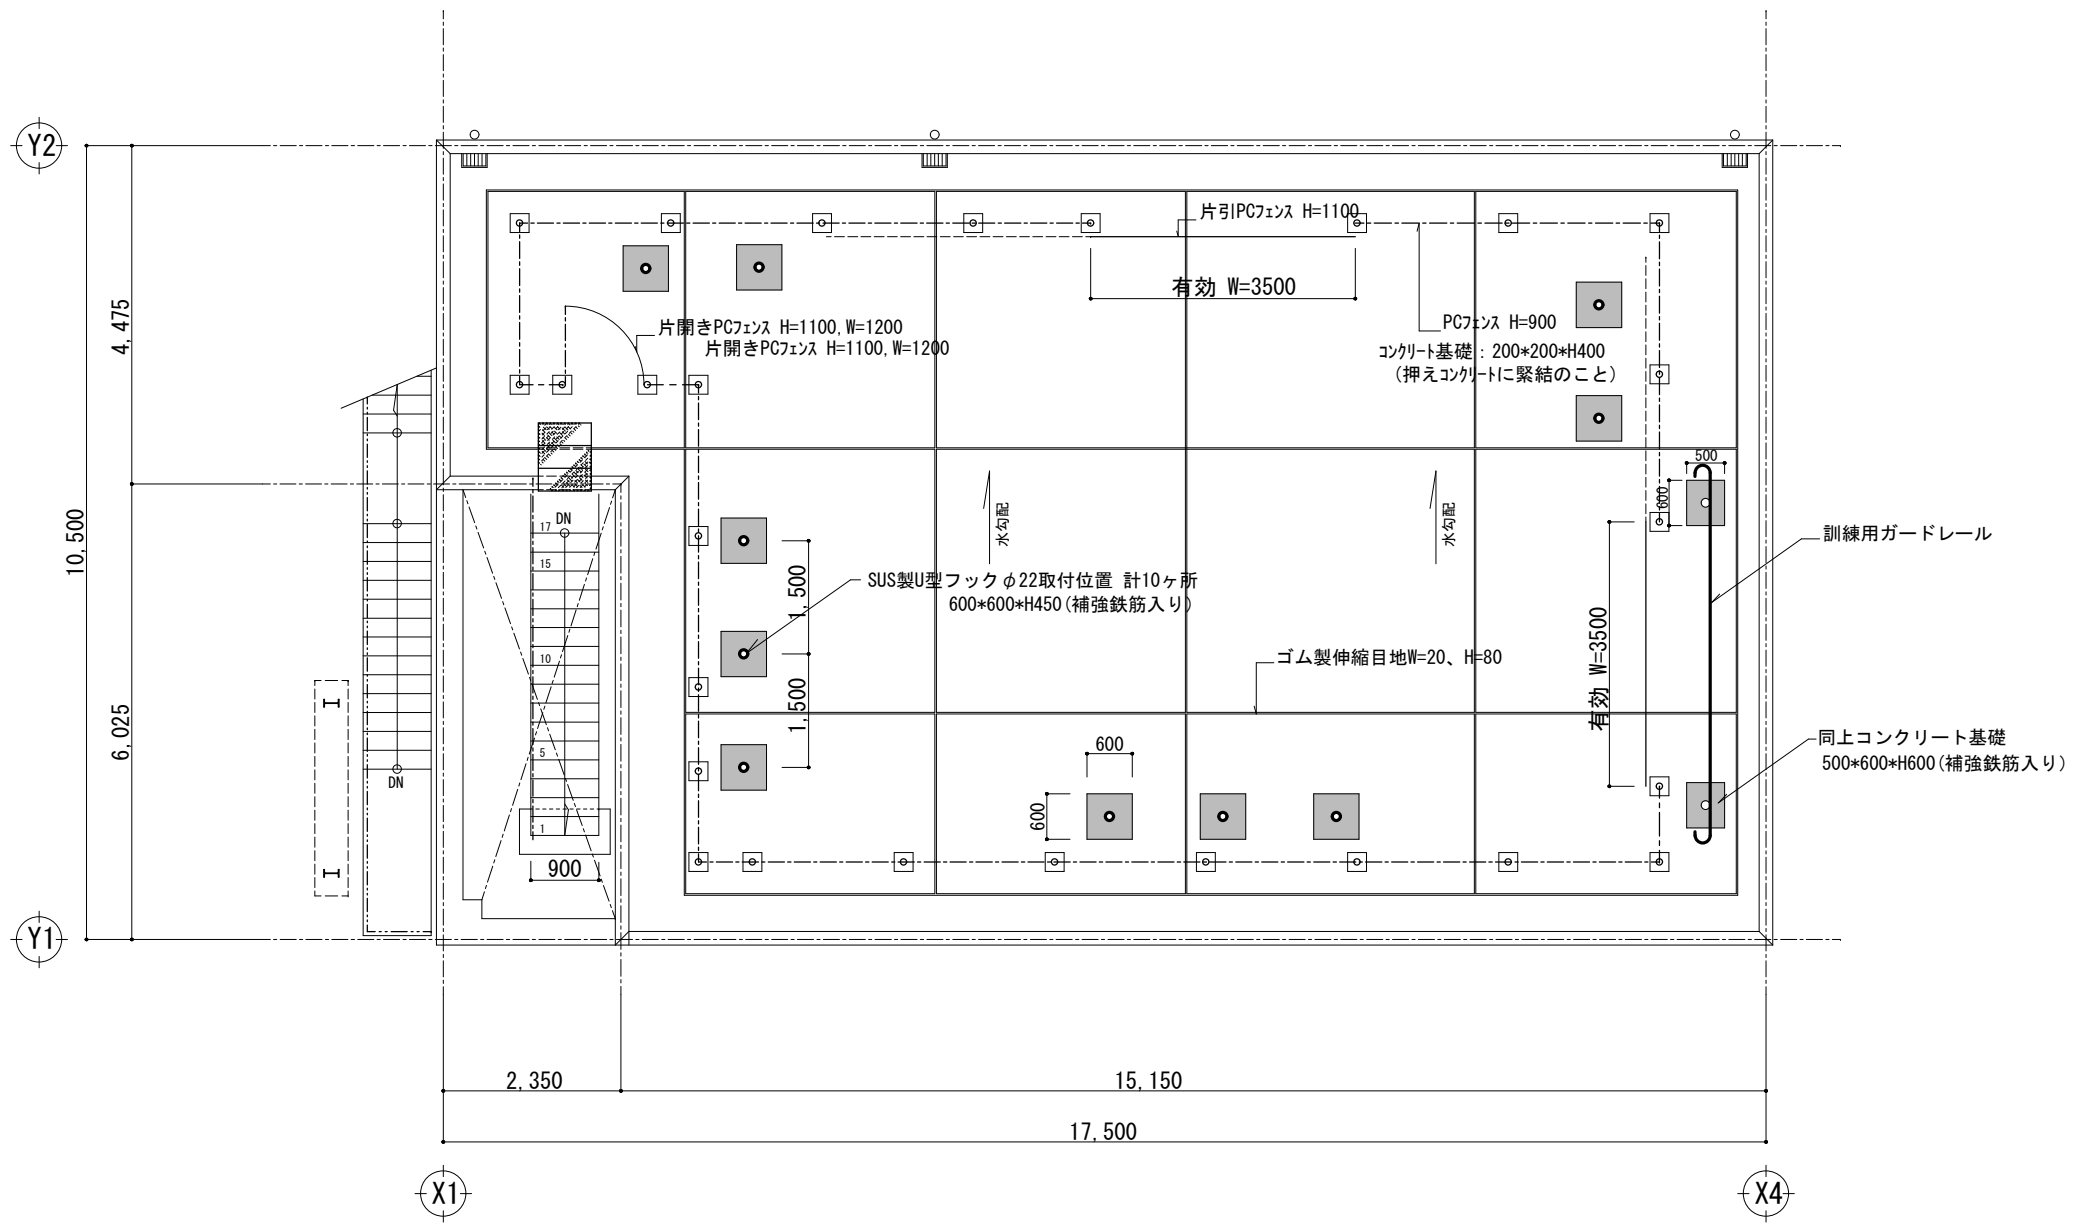 Y2
片引PCフェンス H=1100
有効 W=3500
片開きPCフェンス H=1100,W=1200
片開きPCフェンス H=1100,W=1200
PCフェンス H=900
コンクリート基礎：200*200*H400
（押えコンクリートに緊結のこと）
4,475
10,500
6,025
500
600
DN
17
15
10
5
1
DN
900
水勾配
水勾配
訓練用ガードレール
SUS製U型フックφ22取付位置 計10ヶ所
600*600*H450(補強鉄筋入り)
1,500
1,500
ゴム製伸縮目地W=20、H=80
有効 W=3500
600
600
同上コンクリート基礎
500*600*H600(補強鉄筋入り)
Y1
2,350
15,150
17,500
X1
X4